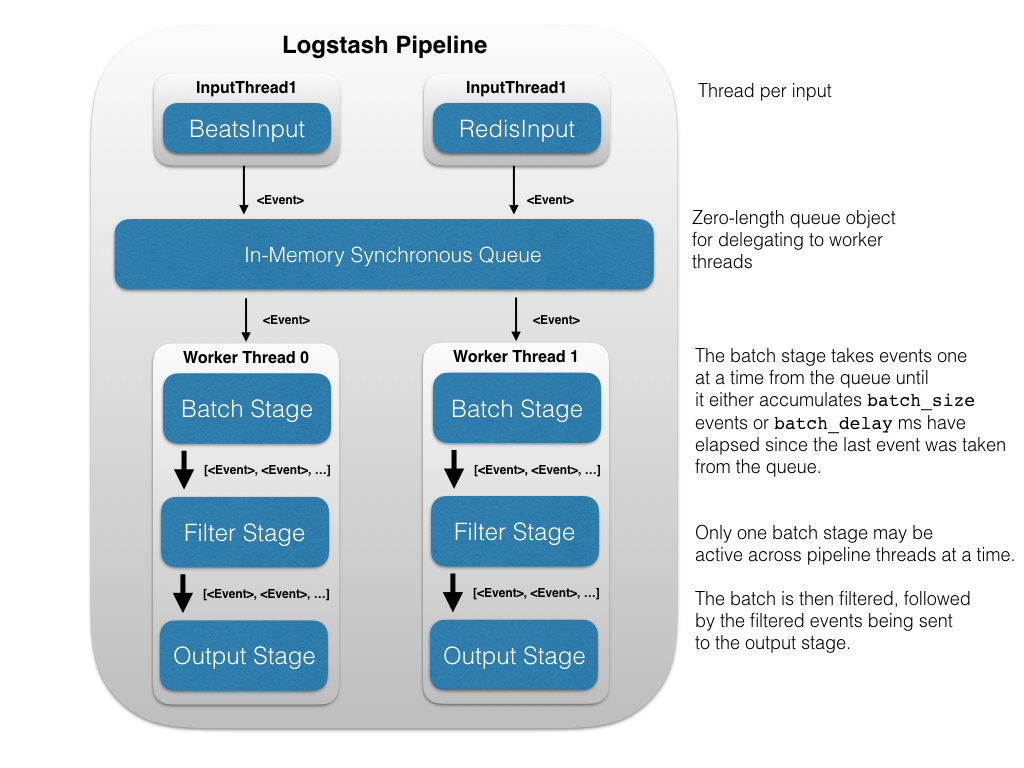 Logstash Pipeline
InputThread1
BeatsInput
InputThread1
RedisInput
Thread per input
<Event>
<Event>
In-Memory Synchronous Queue
Zero-length queue object
for delegating to worker
threads
<Event>
<Event>
Worker Thread 0
Worker Thread 1
Batch Stage
Batch Stage
The batch stage takes events one
at a time from the queue until
it either accumulates batch_size
events or batch_delay ms have
elapsed since the last event was taken
from the queue.
[<Event>, <Event>, …]
[<Event>, <Event>, …]
Filter Stage
Filter Stage
Only one batch stage may be
active across pipeline threads at a time.
[<Event>, <Event>, …]
[<Event>, <Event>, …]
The batch is then filtered, followed
by the filtered events being sent
to the output stage.
Output Stage
Output Stage